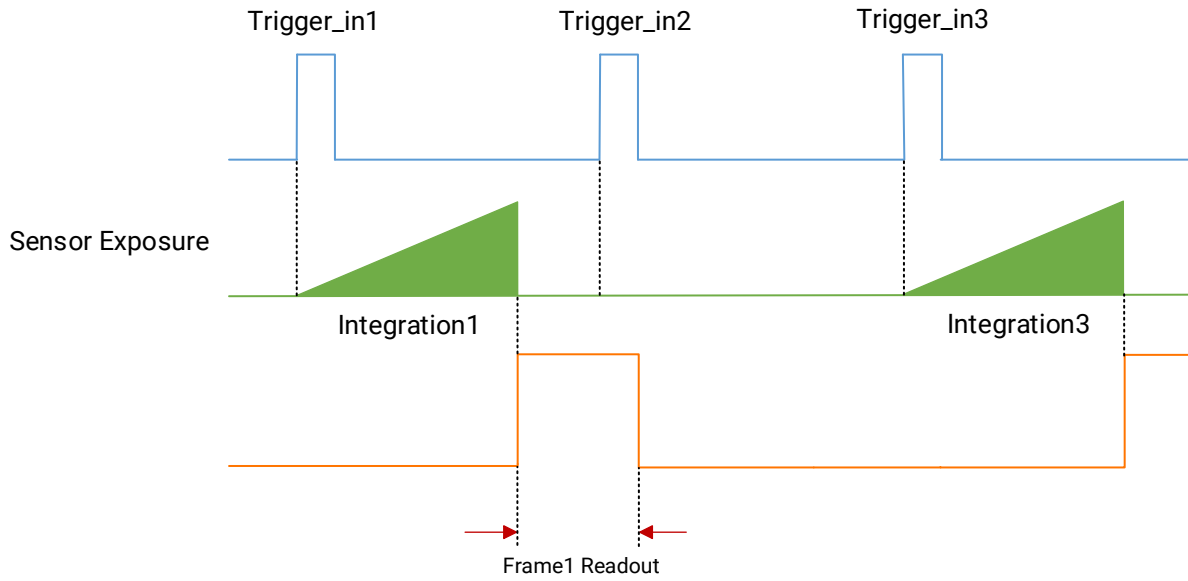 Trigger_in1
Trigger_in2
Trigger_in3
Sensor Exposure
Integration1
Integration3
Frame1 Readout